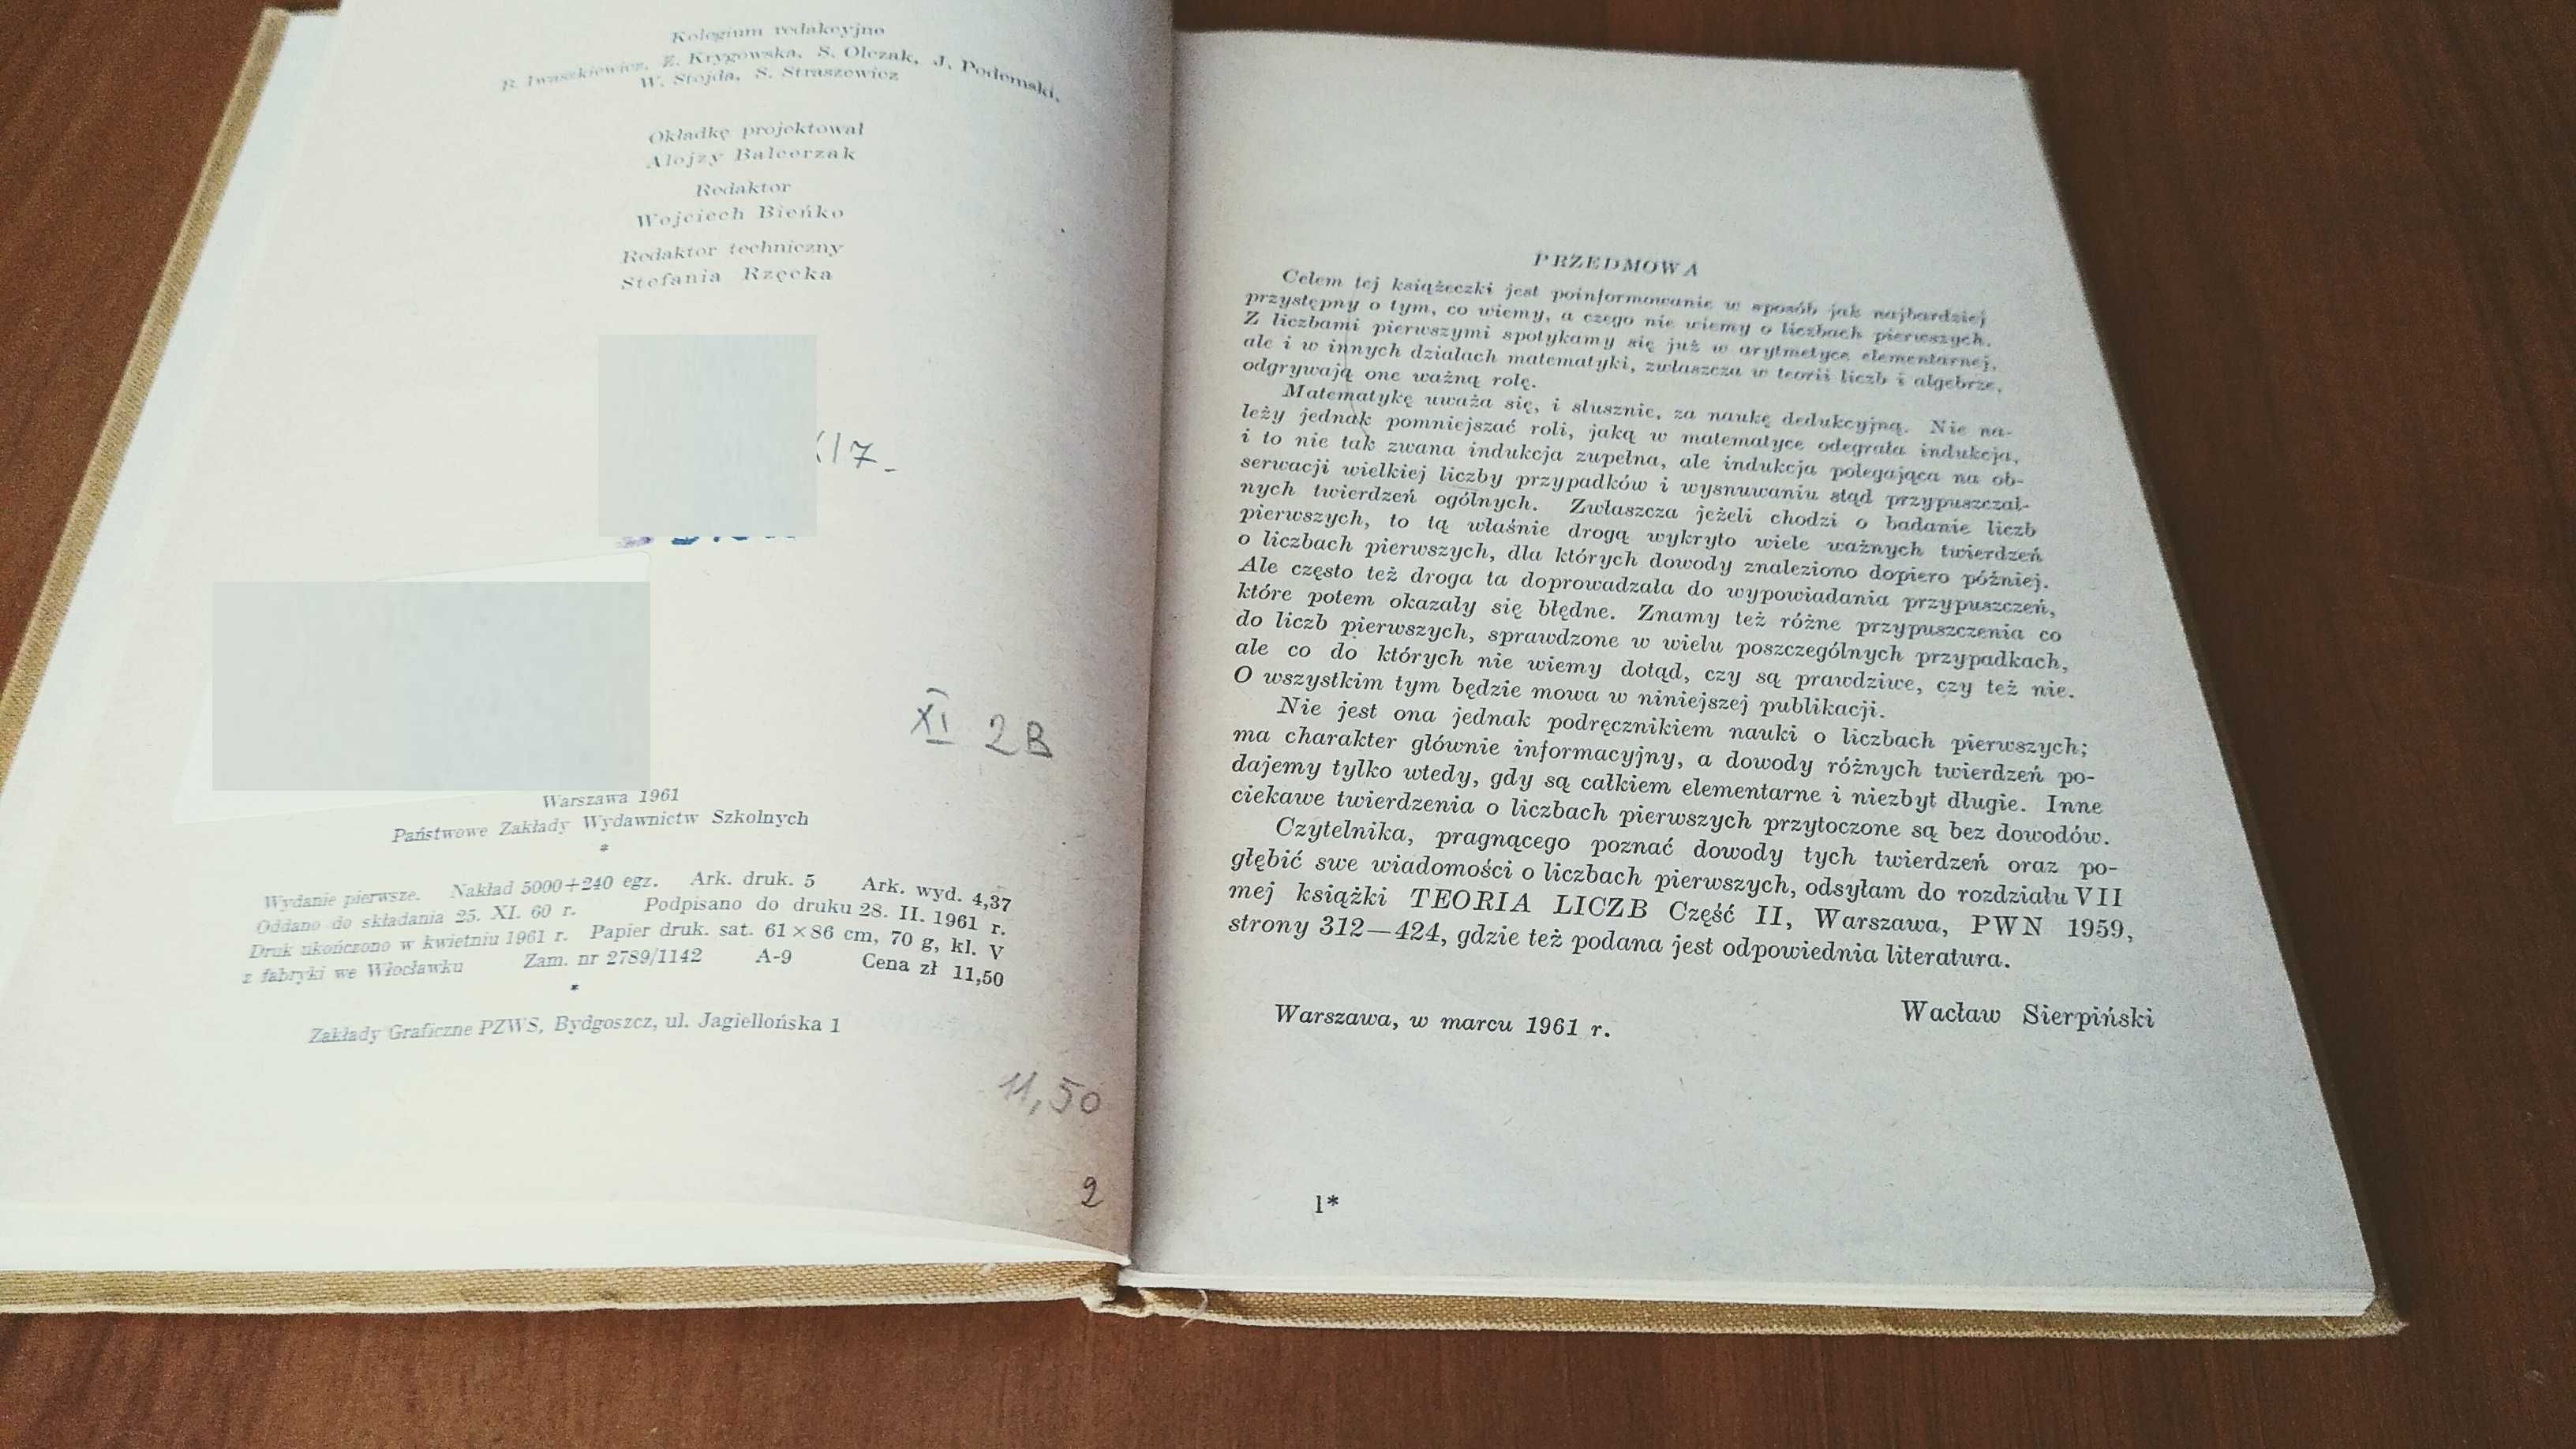 Kolegium redakcyjne
B. Iwaszkiewicz, Z. Krygowska, S. Olczak, J. Podemski,
W. Stojda, S. Straszewicz
Okładkę projektował
Alojzy Balcerzak
Redaktor
Wojciech Bieńko
Redaktor techniczny
Stefania Rzęcka
17-
XI 2B
Warszawa 1961
Państwowe Zakłady Wydawnictw Szkolnych
*
Wydanie pierwsze. Nakład 5000+240 egz. Ark. druk. 5 Ark. wyd. 4,37
Oddano do składania 25. XI. 60 r. Podpisano do druku 28. II. 1961 r.
Druk ukończono w kwietniu 1961 r. Papier druk. sat. 61×86 cm, 70 g, kl. V
z fabryki we Włocławku Zam. nr 2789/1142 A-9 Cena zł 11,50
*
Zakłady Graficzne PZWS, Bydgoszcz, ul. Jagiellońska 1
11,50
2
PRZEDMOWA
Celem tej książeczki jest poinformowanie w sposób jak najbardziej
przystępny o tym, co wiemy, a czego nie wiemy o liczbach pierwszych.
Z liczbami pierwszymi spotykamy się już w arytmetyce elementarnej,
ale i w innych działach matematyki, zwłaszcza w teorii liczb i algebrze,
odgrywają one ważną rolę.
Matematykę uważa się, i słusznie, za naukę dedukcyjną. Nie na-
leży jednak pomniejszać roli, jaką w matematyce odegrała indukcja,
i to nie tak zwana indukcja zupełna, ale indukcja polegająca na ob-
serwacji wielkiej liczby przypadków i wysnuwaniu stąd przypuszczal-
nych twierdzeń ogólnych. Zwłaszcza jeżeli chodzi o badanie liczb
pierwszych, to tą właśnie drogą wykryto wiele ważnych twierdzeń
o liczbach pierwszych, dla których dowody znaleziono dopiero później.
Ale często też droga ta doprowadzała do wypowiadania przypuszczeń,
które potem okazały się błędne. Znamy też różne przypuszczenia co
do liczb pierwszych, sprawdzone w wielu poszczególnych przypadkach,
ale co do których nie wiemy dotąd, czy są prawdziwe, czy też nie.
O wszystkim tym będzie mowa w niniejszej publikacji.
Nie jest ona jednak podręcznikiem nauki o liczbach pierwszych;
ma charakter głównie informacyjny, a dowody różnych twierdzeń po-
dajemy tylko wtedy, gdy są całkiem elementarne i niezbyt długie. Inne
ciekawe twierdzenia o liczbach pierwszych przytoczone są bez dowodów.
Czytelnika, pragnącego poznać dowody tych twierdzeń oraz po-
głębić swe wiadomości o liczbach pierwszych, odsyłam do rozdziału VII
mej książki TEORIA LICZB Część II, Warszawa, PWN 1959,
strony 312—424, gdzie też podana jest odpowiednia literatura.
Warszawa, w marcu 1961 r. Wacław Sierpiński
1*